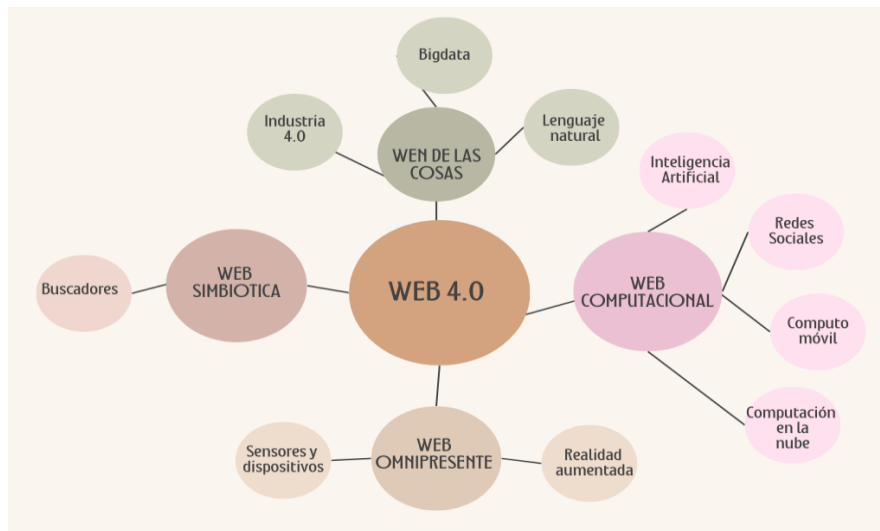 Bigdata
Industria
4.0
Lenguaje
natural
WEN DE LAS
COSAS
Inteligencia
Artificial
Redes
Sociales
WEB
SIMBIOTICA
Buscadores
WEB 4.0
WEB
COMPUTACIONAL
Computo
móvil
Computación
en la
nube
Sensores y
dispositivos
WEB
OMNIPRESENTE
Realidad
aumentada